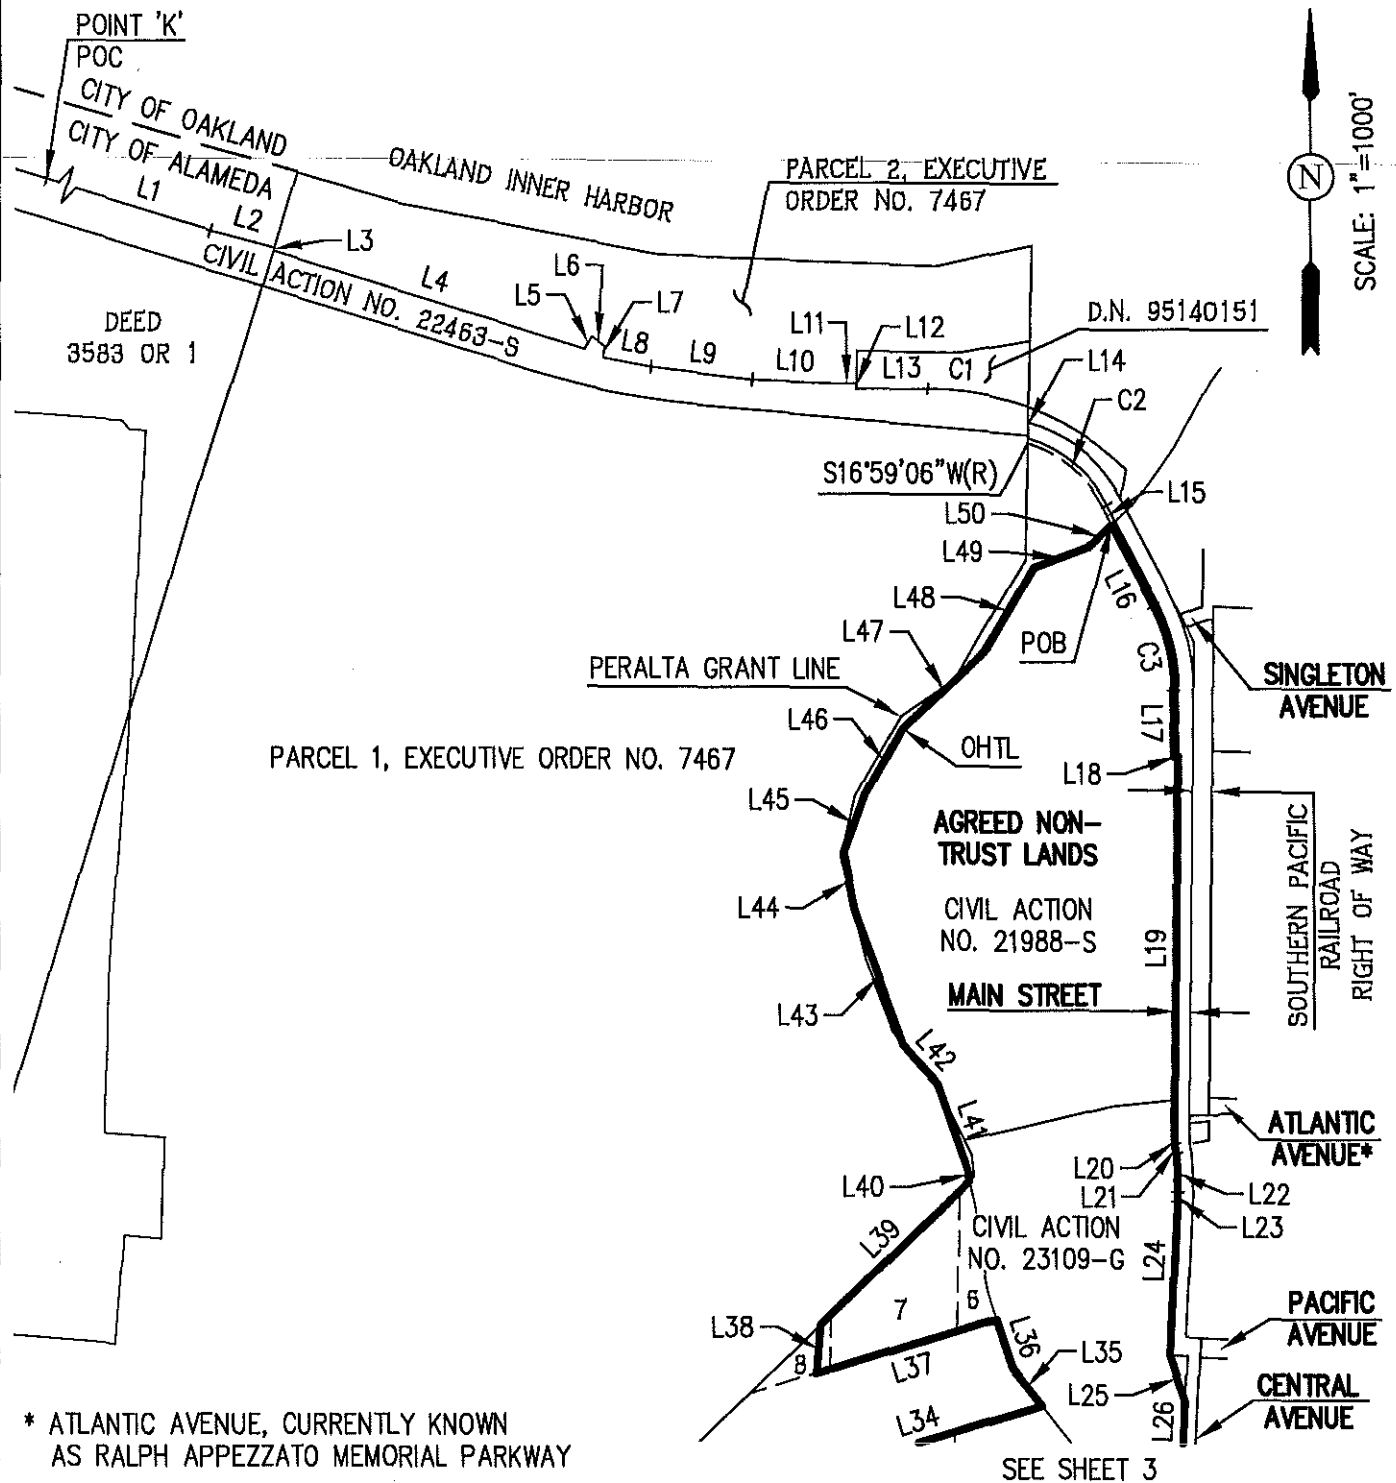 POINT 'K'
POC
CITY OF OAKLAND
CITY OF ALAMEDA
L1
L2
L3
OAKLAND INNER HARBOR
PARCEL 2, EXECUTIVE
ORDER NO. 7467
N
SCALE: 1"=1000'
CIVIL ACTION NO. 22463-S
L4
L5
L6
L7
L8
L9
L10
L11
L12
L13
C1
D.N. 95140151
L14
C2
DEED
3583 OR 1
S16°59'06"W(R)
L15
L50
L49
L48
L16
L47
POB
C3
SINGLETON
AVENUE
PERALTA GRANT LINE
L46
L17
OHTL
PARCEL 1, EXECUTIVE ORDER NO. 7467
L18
L45
AGREED NON-
TRUST LANDS
SOUTHERN PACIFIC
RAILROAD
RIGHT OF WAY
L44
CIVIL ACTION
NO. 21988-S
L19
MAIN STREET
L43
L42
L41
ATLANTIC
AVENUE*
L20
L40
L21
L22
L23
CIVIL ACTION
NO. 23109-G
L39
L24
7
6
PACIFIC
AVENUE
L38
L36
L35
8
L37
L25
CENTRAL
AVENUE
L34
L26
* ATLANTIC AVENUE, CURRENTLY KNOWN
AS RALPH APPEZZATO MEMORIAL PARKWAY
SEE SHEET 3